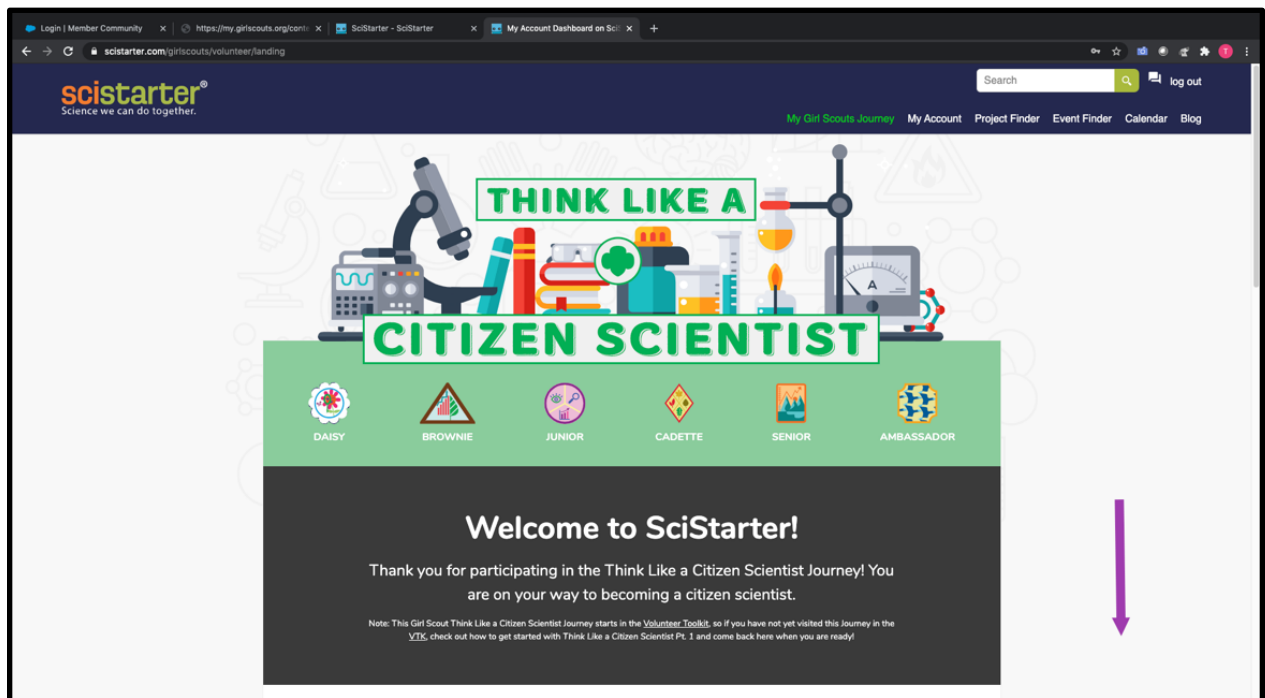 Login | Member Community
https://my.girlscouts.org/conte
SciStarter - SciStarter
My Account Dashboard on Sci
scistarter.com/girlscouts/volunteer/landing
T
scistarter®
Science we can do together.
Search
log out
My Girl Scouts Journey
My Account
Project Finder
Event Finder
Calendar
Blog
THINK LIKE A
A
CITIZEN SCIENTIST
DAISY
BROWNIE
JUNIOR
CADETTE
SENIOR
AMBASSADOR
Welcome to SciStarter!
Thank you for participating in the Think Like a Citizen Scientist Journey! You
are on your way to becoming a citizen scientist.
Note: This Girl Scout Think Like a Citizen Scientist Journey starts in the Volunteer Toolkit, so if you have not yet visited this Journey in the
VTK, check out how to get started with Think Like a Citizen Scientist Pt. 1 and come back here when you are ready!